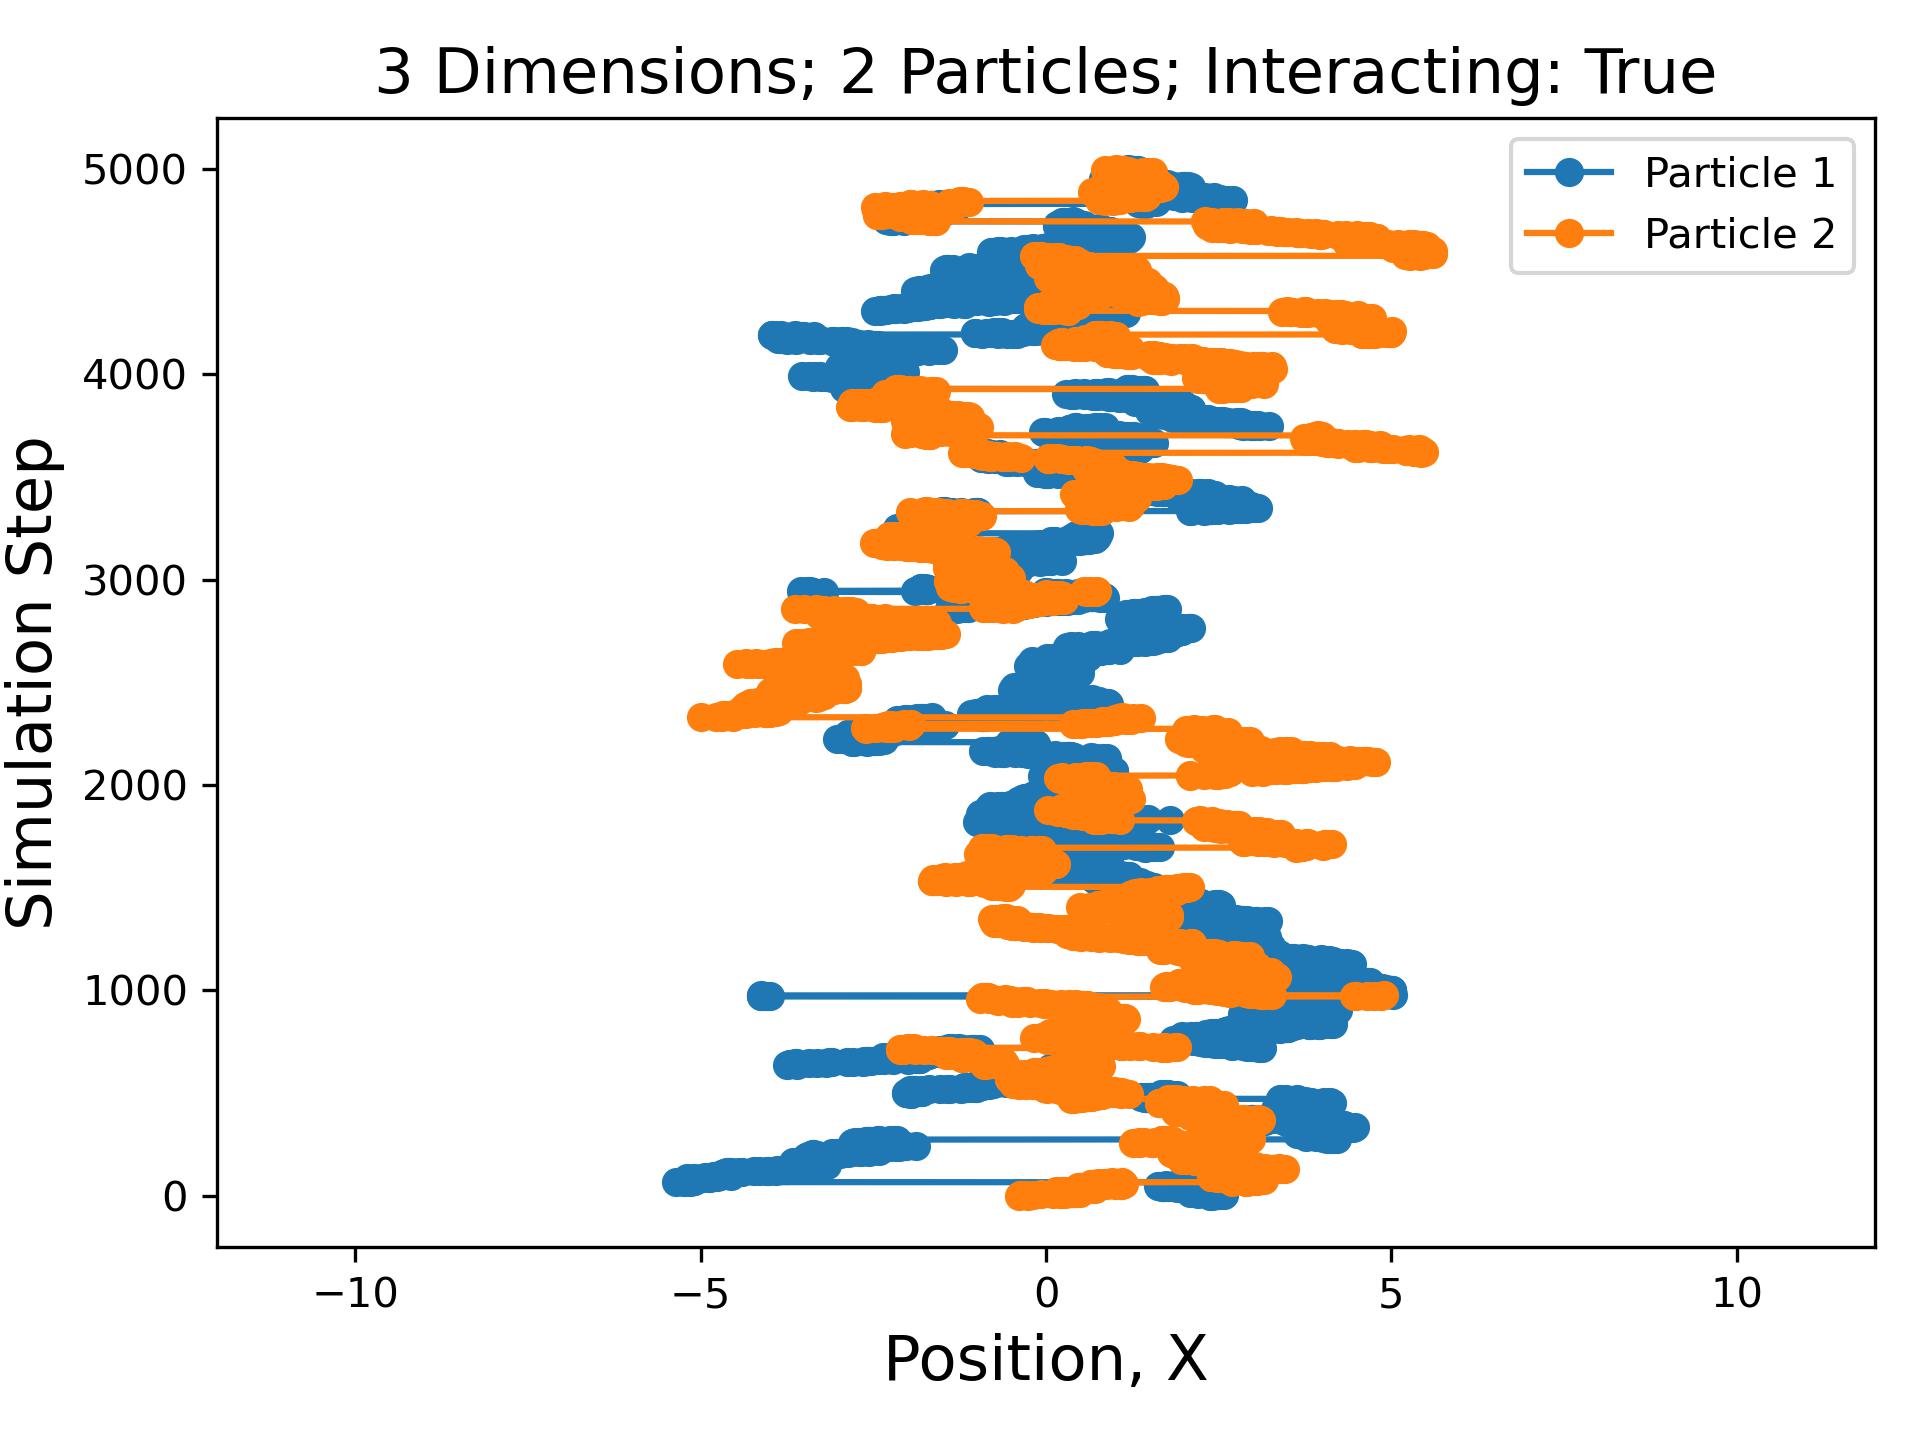 3 Dimensions; 2 Particles; Interacting: True
Particle 1
Particle 2
Simulation Step
5000
4000
3000
2000
1000
0
−10
−5
0
5
10
Position, X